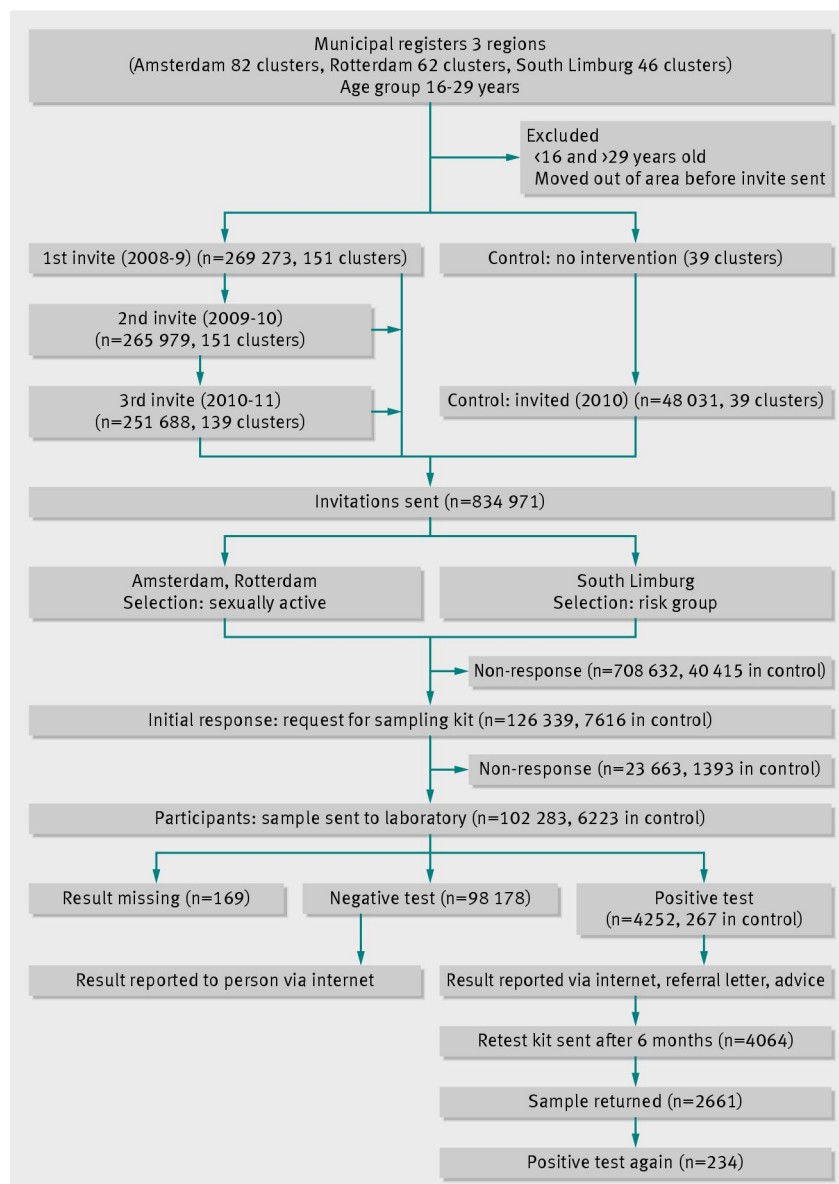 Municipal registers 3 regions
(Amsterdam 82 clusters, Rotterdam 62 clusters, South Limburg 46 clusters)
Age group 16-29 years
Excluded
<16 and >29 years old
Moved out of area before invite sent
1st invite (2008-9) (n=269 273, 151 clusters)
Control: no intervention (39 clusters)
2nd invite (2009-10)
(n=265 979, 151 clusters)
3rd invite (2010-11)
(n=251 688, 139 clusters)
Control: invited (2010) (n=48 031, 39 clusters)
Invitations sent (n=834 971)
Amsterdam, Rotterdam
Selection: sexually active
South Limburg
Selection: risk group
Non-response (n=708 632, 40 415 in control)
Initial response: request for sampling kit (n=126 339, 7616 in control)
Non-response (n=23 663, 1393 in control)
Participants: sample sent to laboratory (n=102 283, 6223 in control)
Result missing (n=169)
Negative test (n=98 178)
Positive test
(n=4252, 267 in control)
Result reported to person via internet
Result reported via internet, referral letter, advice
Retest kit sent after 6 months (n=4064)
Sample returned (n=2661)
Positive test again (n=234)